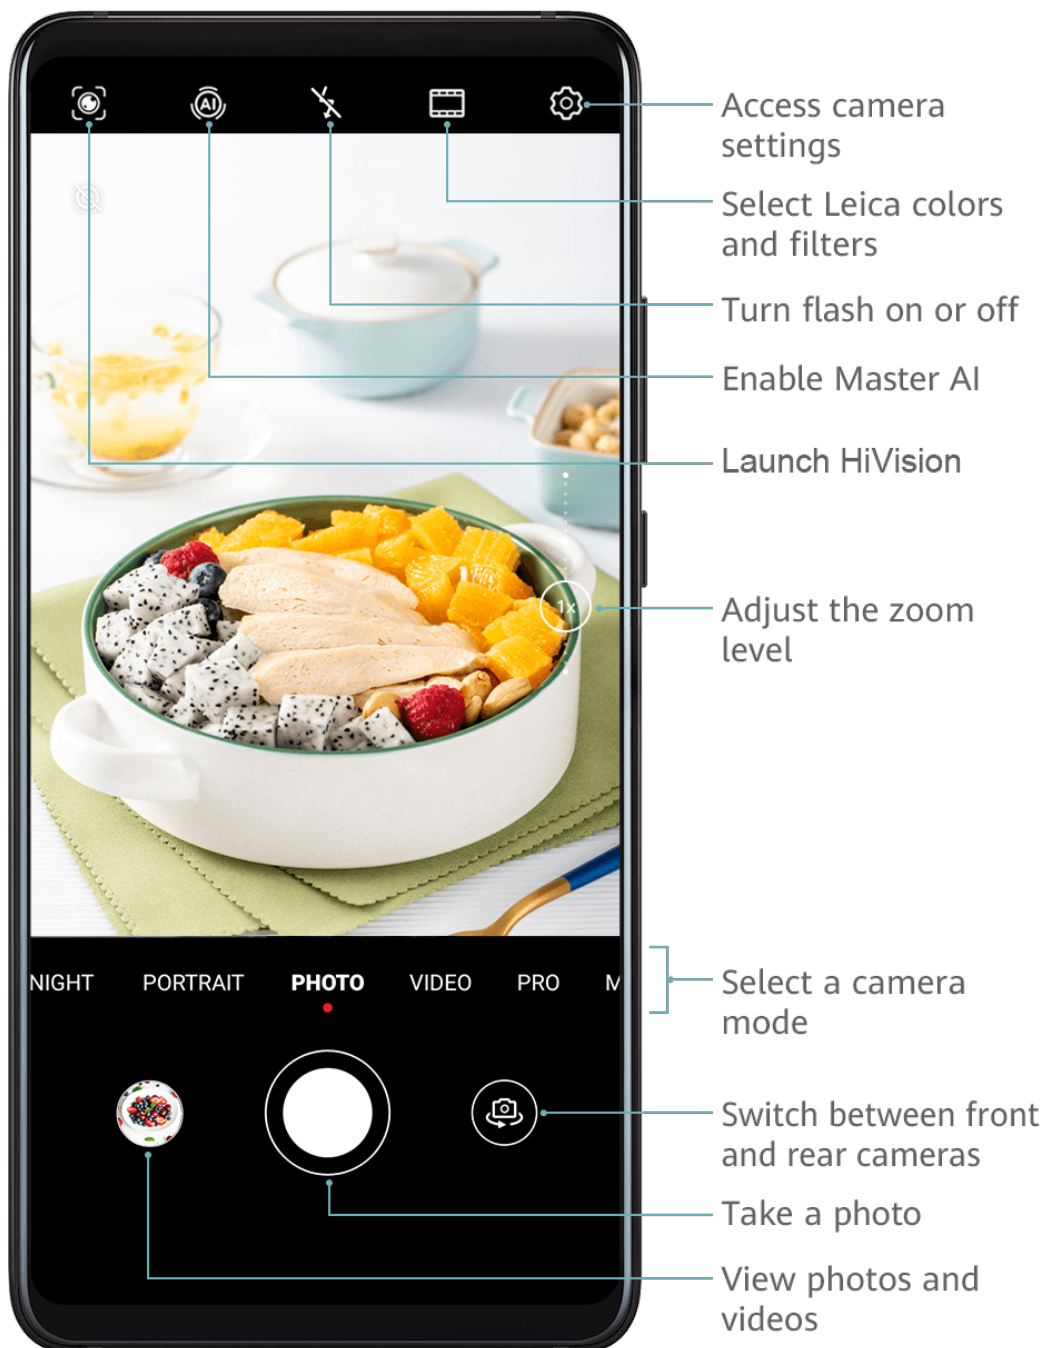 AI
Access camera
settings
Select Leica colors
and filters
Turn flash on or off
Enable Master AI
Launch HiVision
1x
Adjust the zoom
level
NIGHT PORTRAIT PHOTO VIDEO PRO M
Select a camera
mode
Switch between front
and rear cameras
Take a photo
View photos and
videos